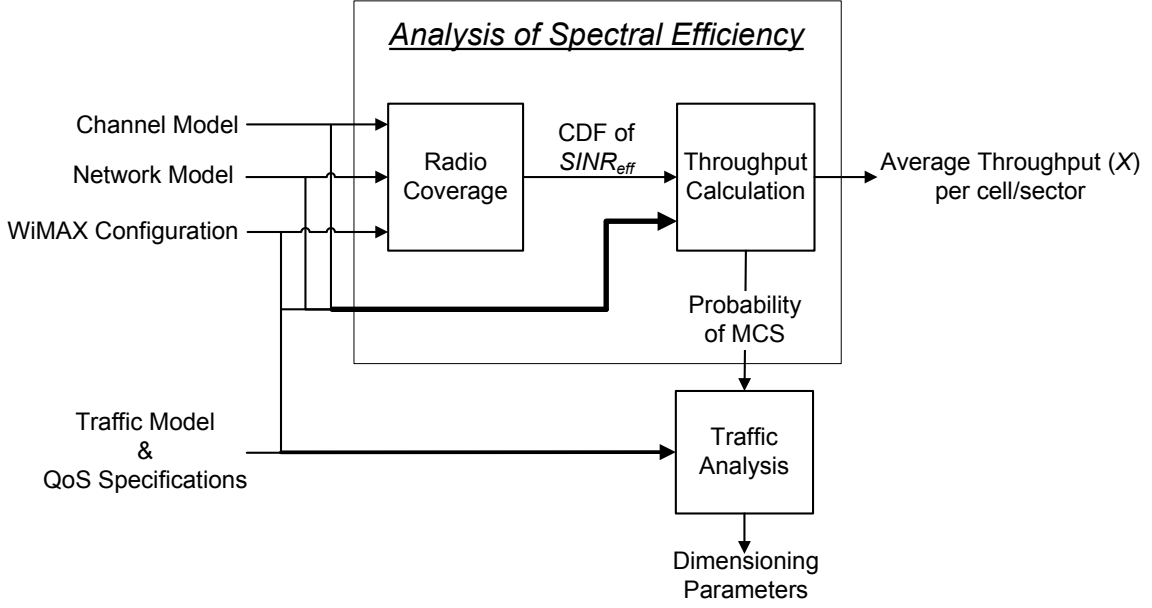 Analysis of Spectral Efficiency
Channel Model
Network Model
WiMAX Configuration
Radio
Coverage
CDF of
SINReff
Throughput
Calculation
Average Throughput (X)
per cell/sector
Probability
of MCS
Traffic Model
&
QoS Specifications
Traffic
Analysis
Dimensioning
Parameters